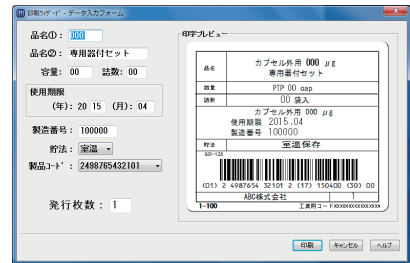 印刷ウィザード - データ入力フォーム
品名①: 000
品名②: 専用器付セット
容量: 00 詰数: 00
使用期限
(年): 20 15 (月): 04
製造番号: 100000
貯法: 室温
製品コード: 2498765432101
発行枚数: 1
印字プレビュー
品名 カプセル外用 000 μg
専用器付セット
容量 PTP 00 cap
詰数 00 袋入
カプセル外用 000 μg
使用期限 2015.04
製造番号 100000
貯法 室温保存
GS1-128
(01) 2 4987654 32101 2 (17) 150400 (30) 00
ABC株式会社 1
1-100
印刷 キャンセル ヘルプ